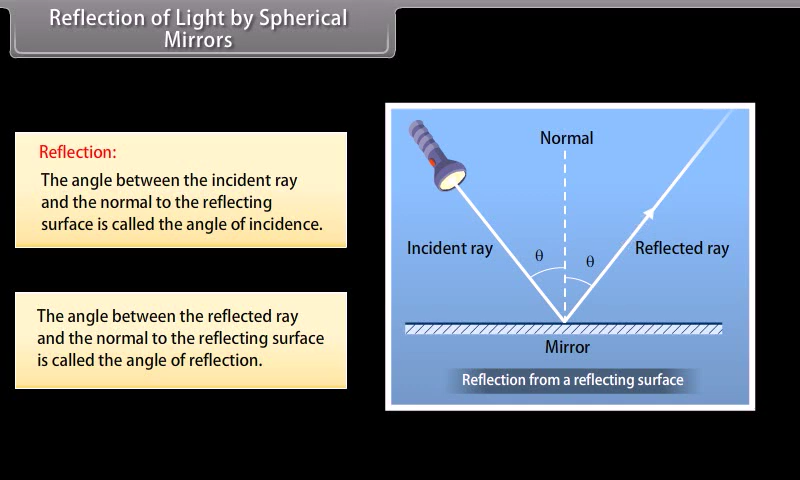 Reflection of Light by Spherical
Mirrors
Reflection:
The angle between the incident ray
and the normal to the reflecting
surface is called the angle of incidence.
The angle between the reflected ray
and the normal to the reflecting surface
is called the angle of reflection.
Normal
Incident ray
θ
θ
Reflected ray
Mirror
Reflection from a reflecting surface